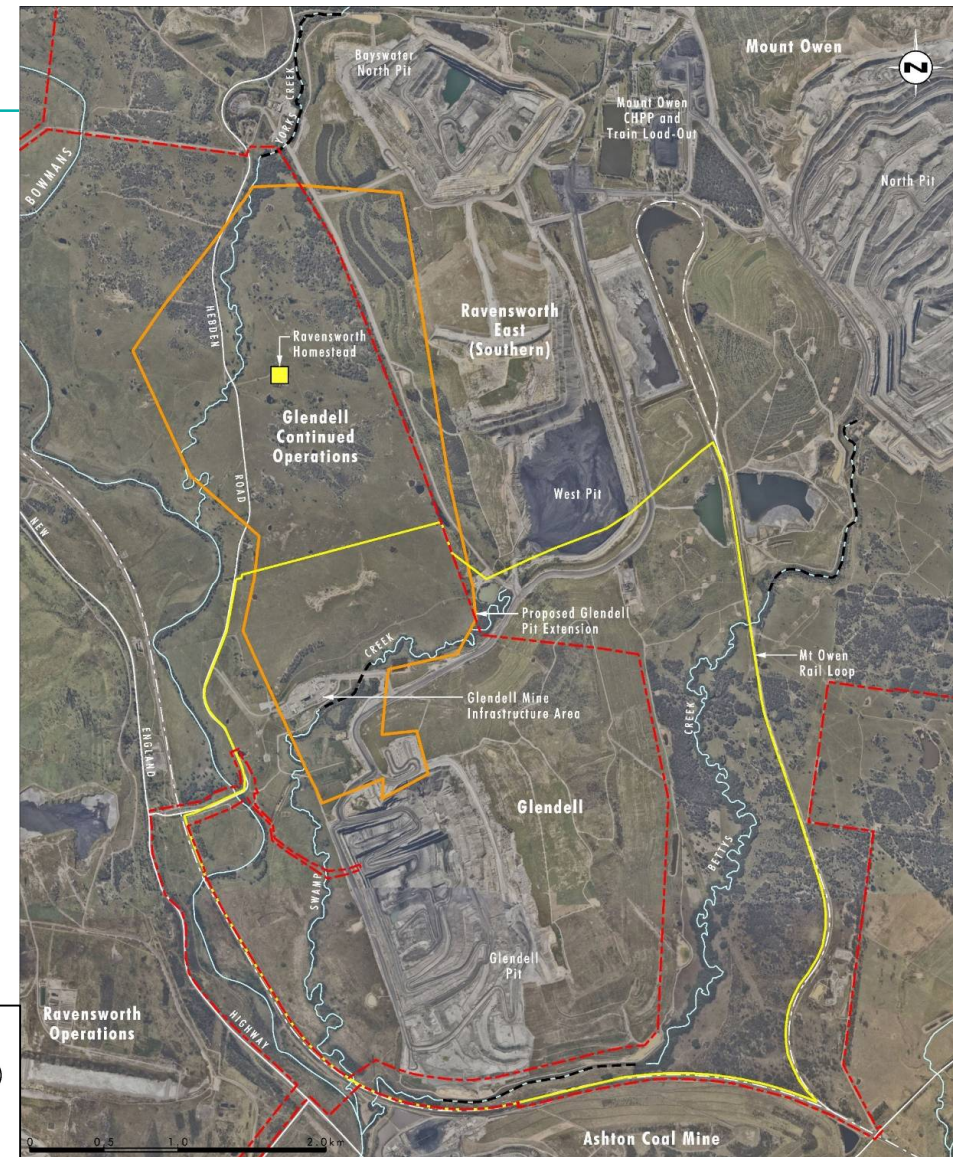 Bayswater
North Pit
Mount Owen
N
YORKS CREEK
Mount Owen
CHPP and
Train Load-Out
BOWMANS
North Pit
HEBDEN
Ravensworth
East
(Southern)
Ravensworth
Homestead
Glendell
Continued
Operations
ROAD
West Pit
NEW
Proposed Glendell
Pit Extension
CREEK
Mt Owen
Rail Loop
Glendell Mine
Infrastructure Area
CREEK
ENGLAND
Glendell
BETTYS
SWAMP
Glendell
Pit
Ravensworth
Operations
HIGHWAY
)
0 0.5 1.0 2.0km
Ashton Coal Mine